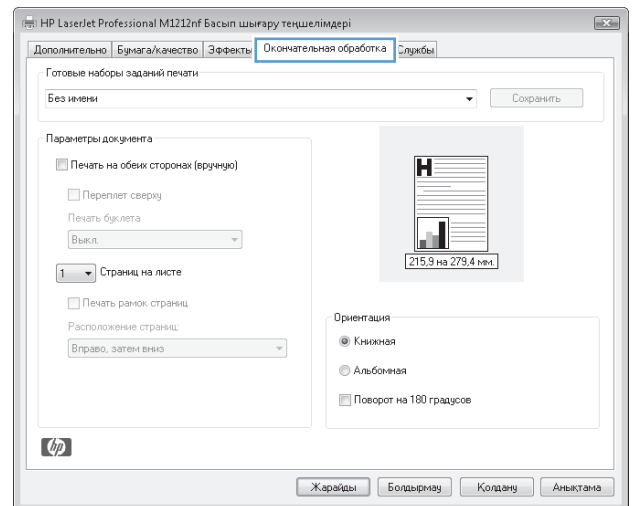 HP LaserJet Professional M1212nf Басып шығару теңшелімдері
Дополнительно Бумага/качество Эффекты Окончательная обработка Службы
Готовые наборы заданий печати
Без имени Сохранить
Параметры документа
Печать на обеих сторонах (вручную)
Переплет сверху
Печать буклета
Выкл.
1 Страниц на листе
Печать рамок страниц
Расположение страниц:
Вправо, затем вниз
H
215,9 на 279,4 мм.
Ориентация
Книжная
Альбомная
Поворот на 180 градусов
hp
Жарайды Болдырмау Қолдану Анықтама